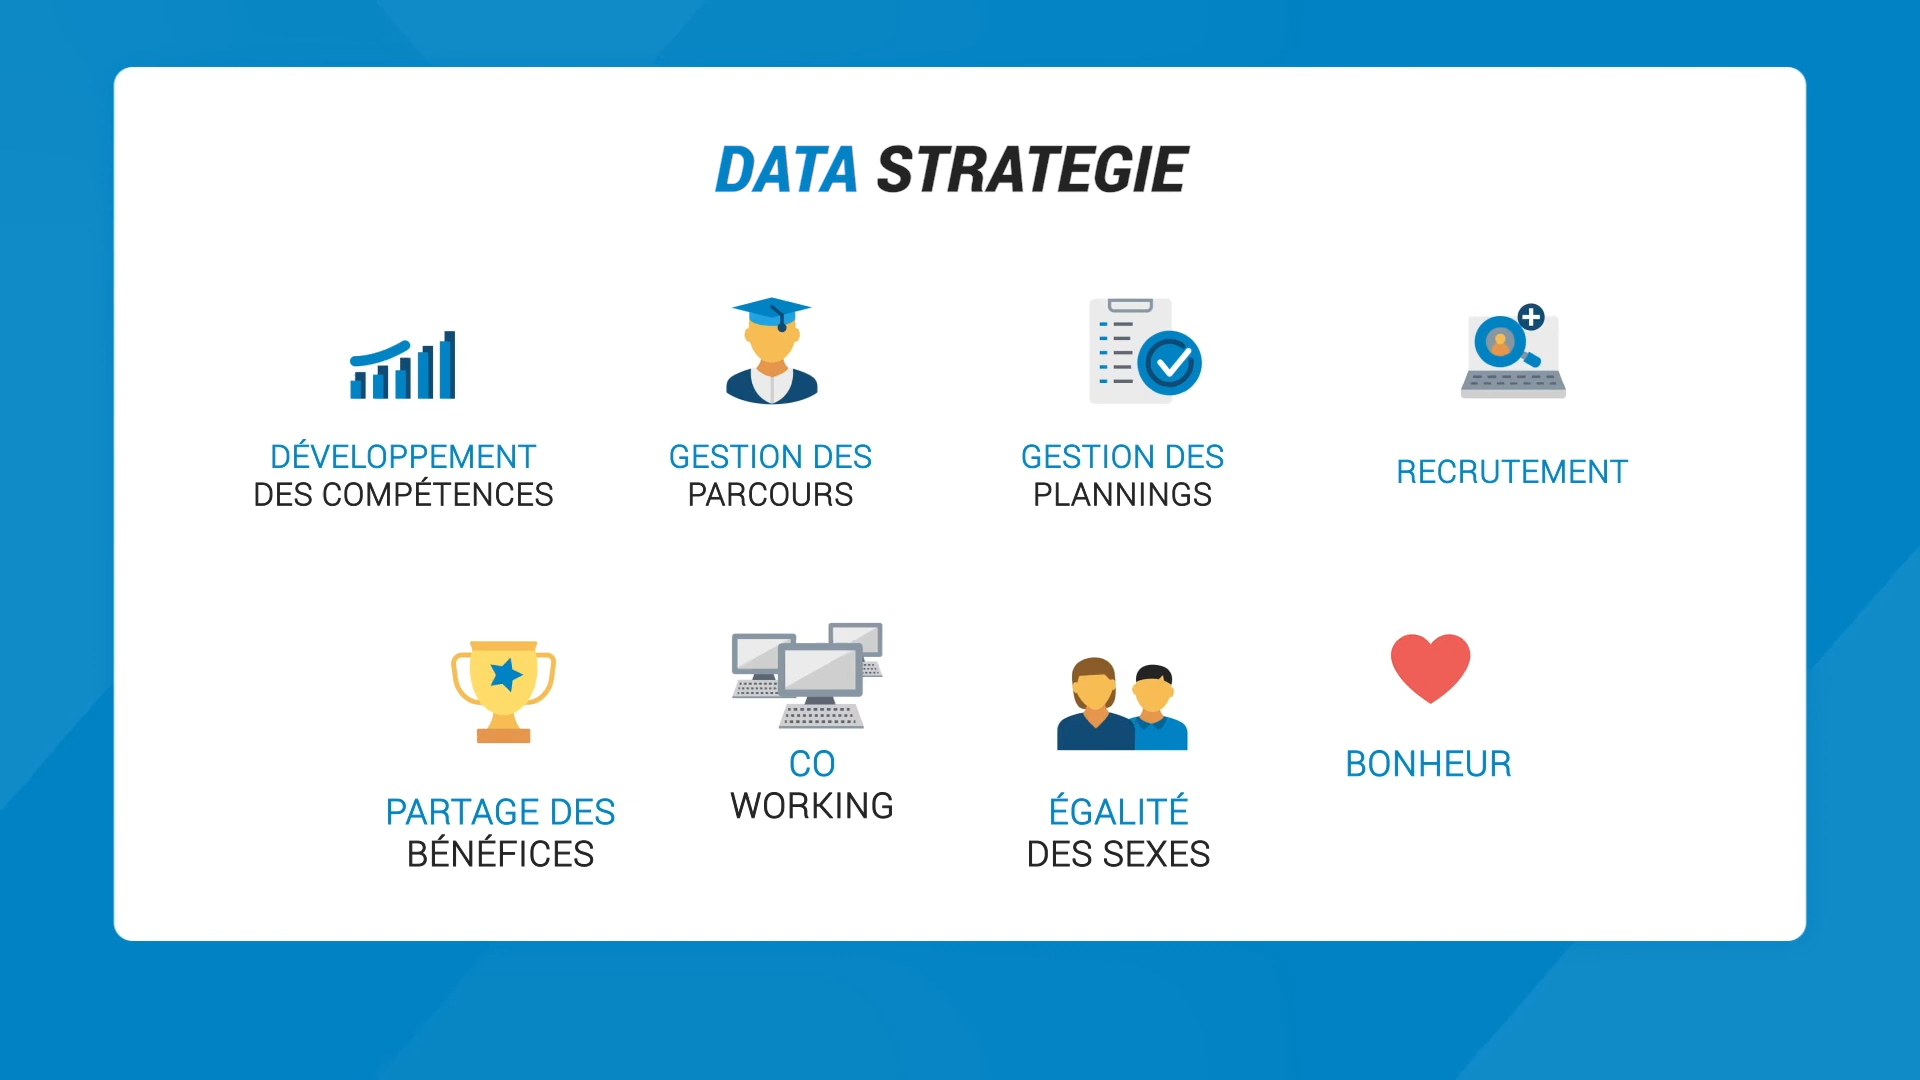 DATA STRATEGIE
DÉVELOPPEMENT
DES COMPÉTENCES
GESTION DES
PARCOURS
GESTION DES
PLANNINGS
RECRUTEMENT
PARTAGE DES
BÉNÉFICES
CO
WORKING
ÉGALITÉ
DES SEXES
BONHEUR